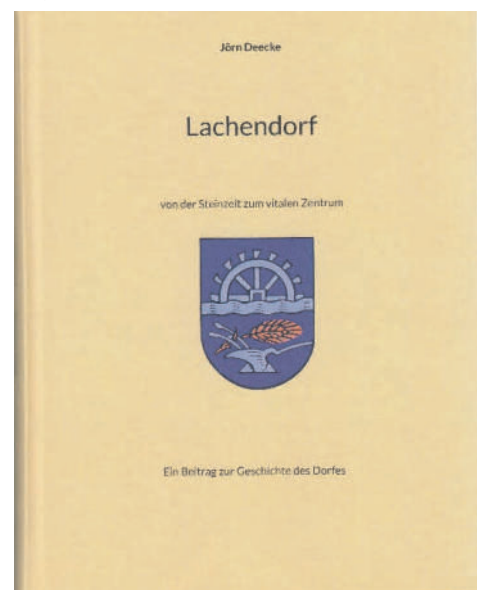 Jörn Deecke
Lachendorf
von der Steinzeit zum vitalen Zentrum
Ein Beitrag zur Geschichte des Dorfes